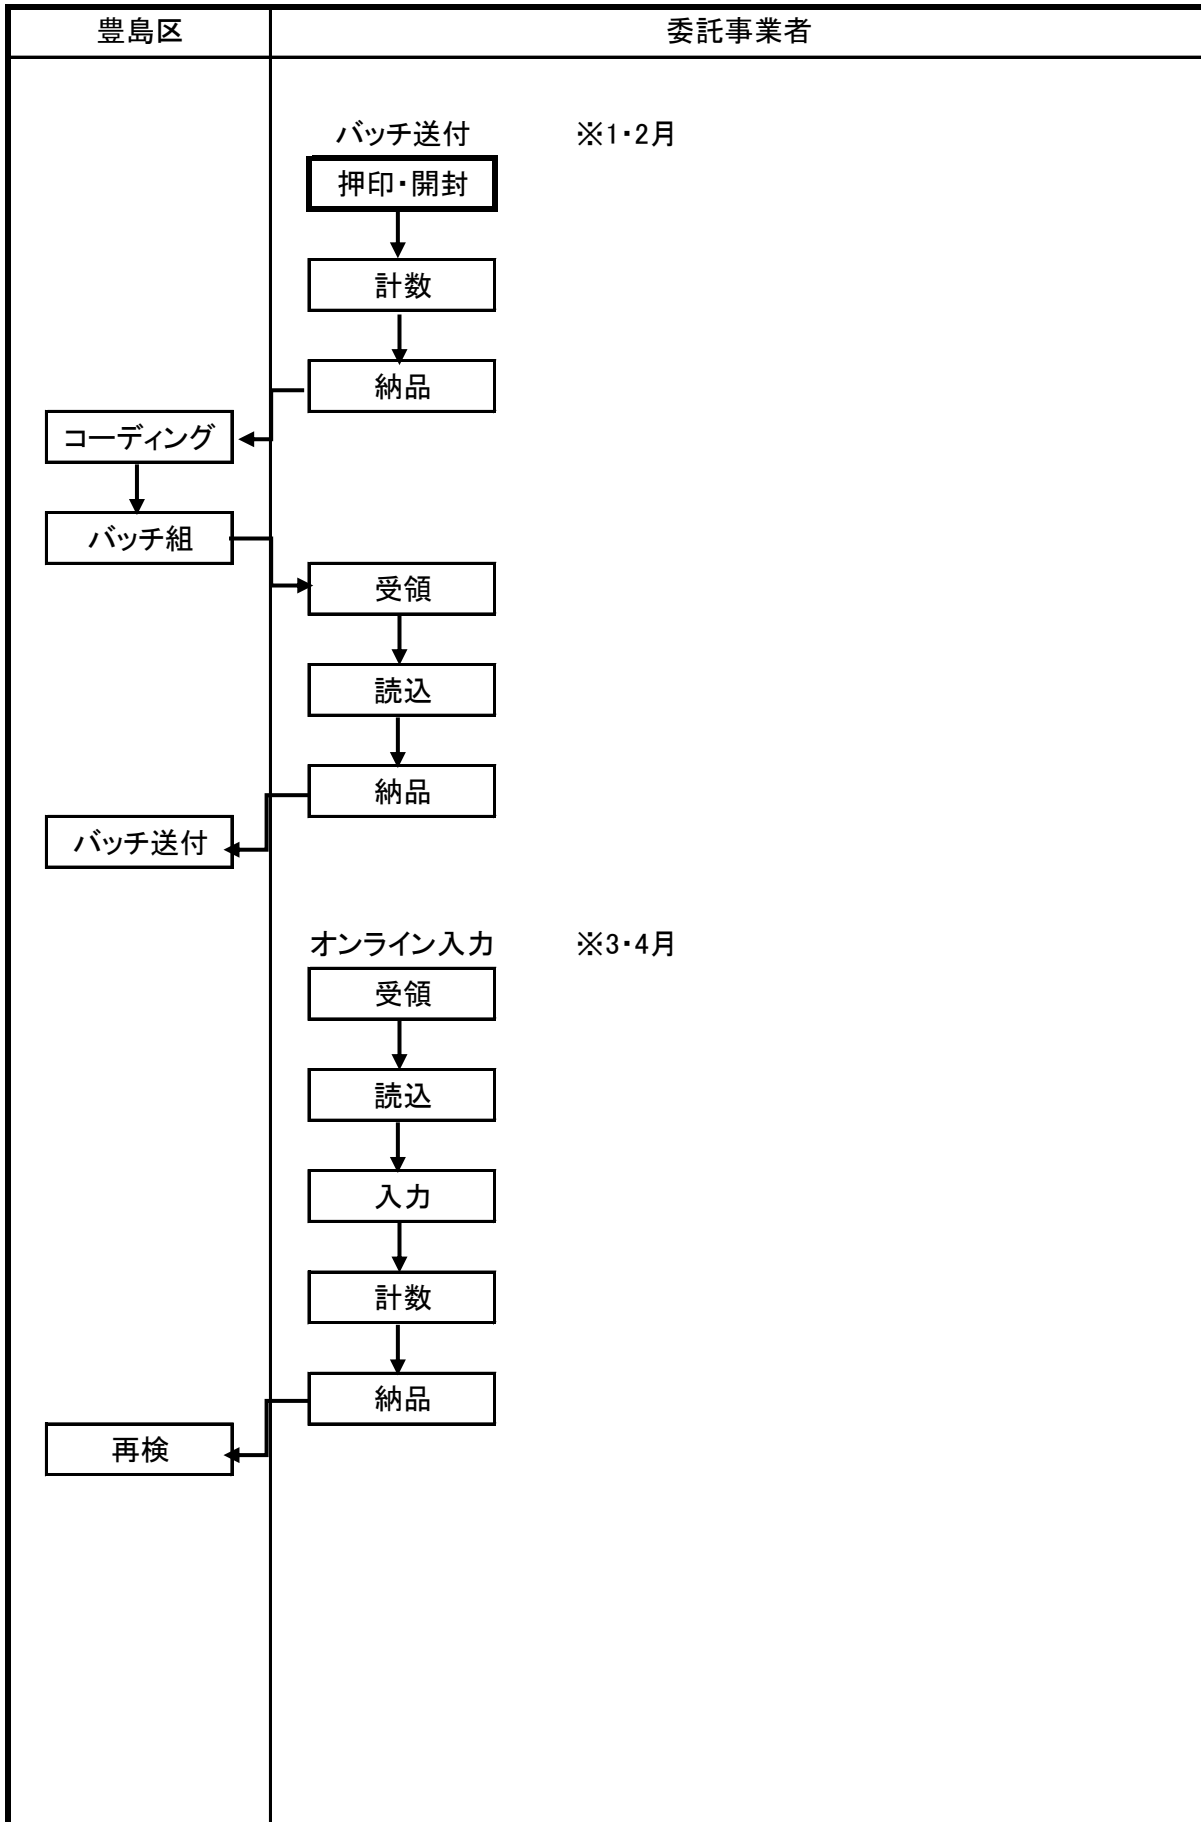 豊島区 委託事業者
バッチ送付 ※1・2月
押印・開封
計数
納品
コーディング
バッチ組
受領
読込
納品
バッチ送付
オンライン入力 ※3・4月
受領
読込
入力
計数
納品
再検